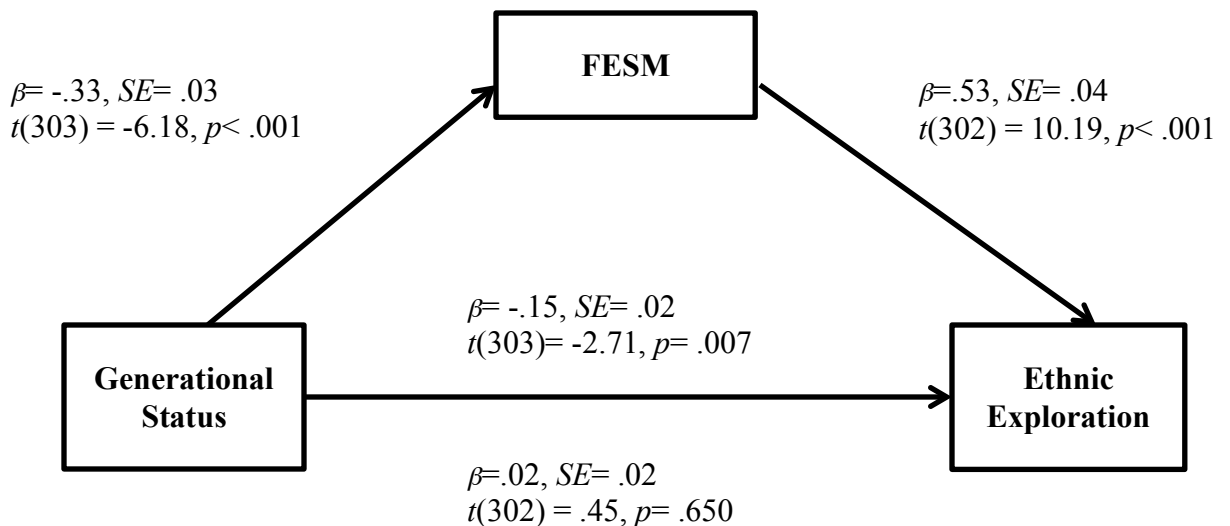 FESM
β= -.33, SE= .03
t(303) = -6.18, p< .001
β=.53, SE= .04
t(302) = 10.19, p< .001
β= -.15, SE= .02
t(303)= -2.71, p= .007
Generational
Status
Ethnic
Exploration
β=.02, SE= .02
t(302) = .45, p= .650